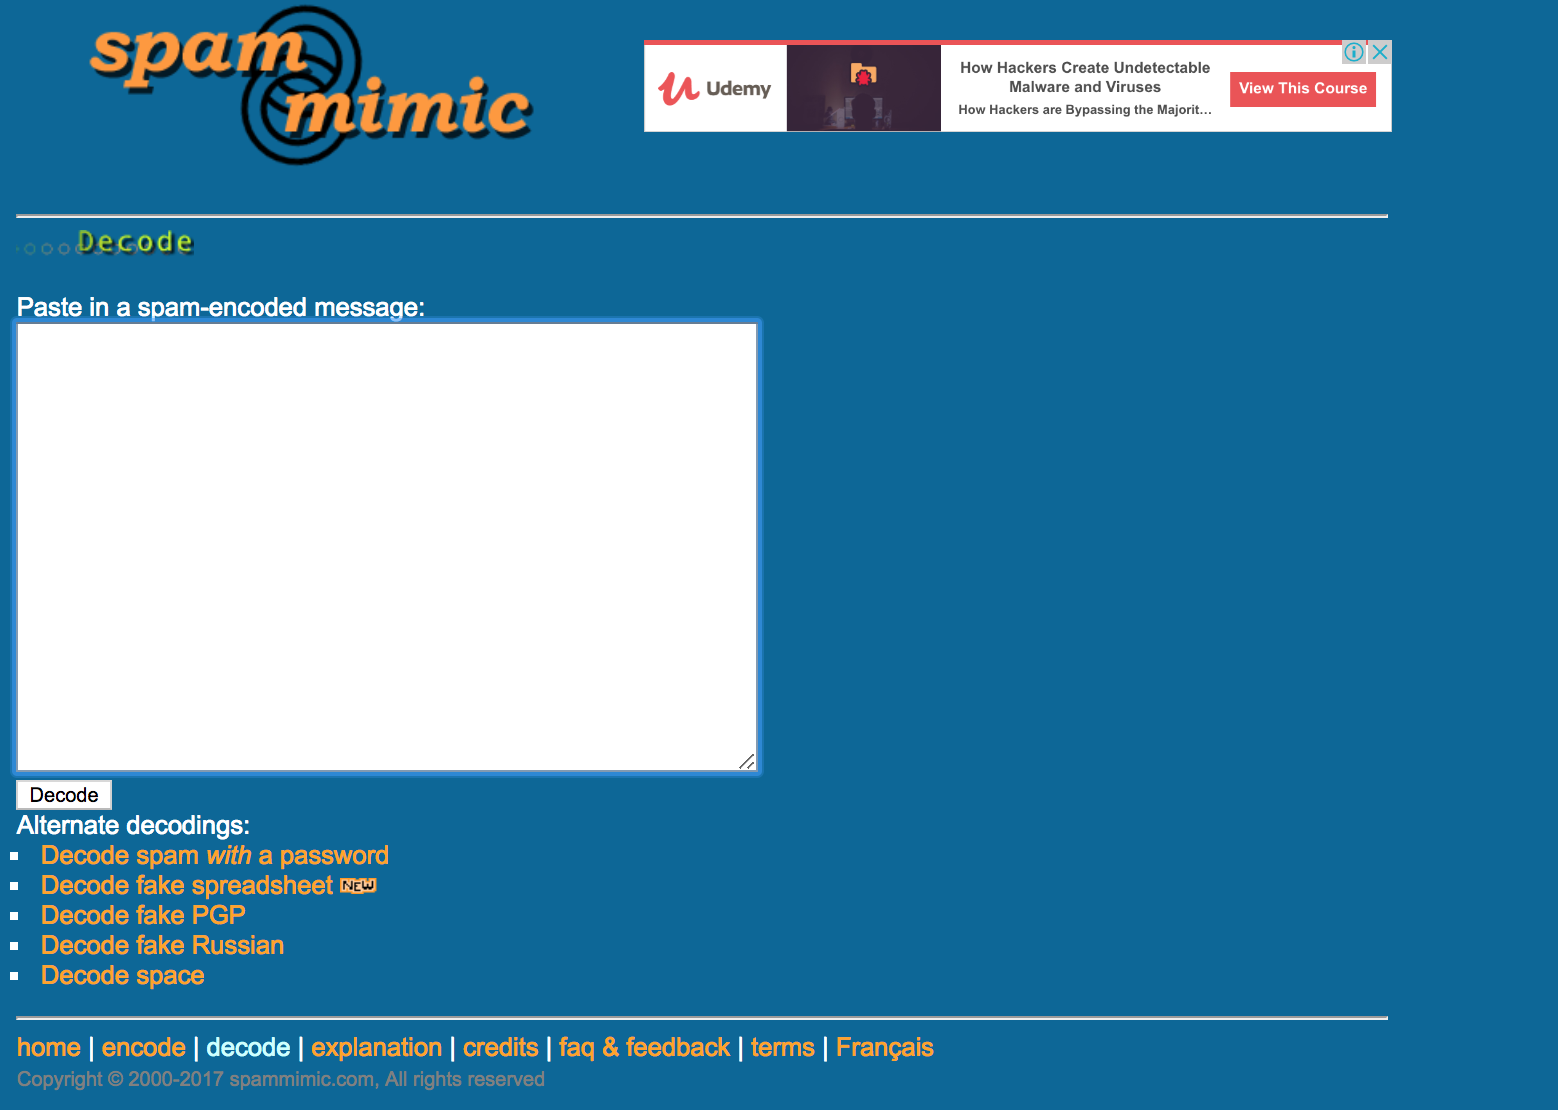 spam
mimic
Udemy
How Hackers Create Undetectable
Malware and Viruses
How Hackers are Bypassing the Majorit...
View This Course
Decode
Paste in a spam-encoded message:
Decode
Alternate decodings:
Decode spam with a password
Decode fake spreadsheet NEW
Decode fake PGP
Decode fake Russian
Decode space
home | encode | decode | explanation | credits | faq & feedback | terms | Français
Copyright © 2000-2017 spammimic.com, All rights reserved